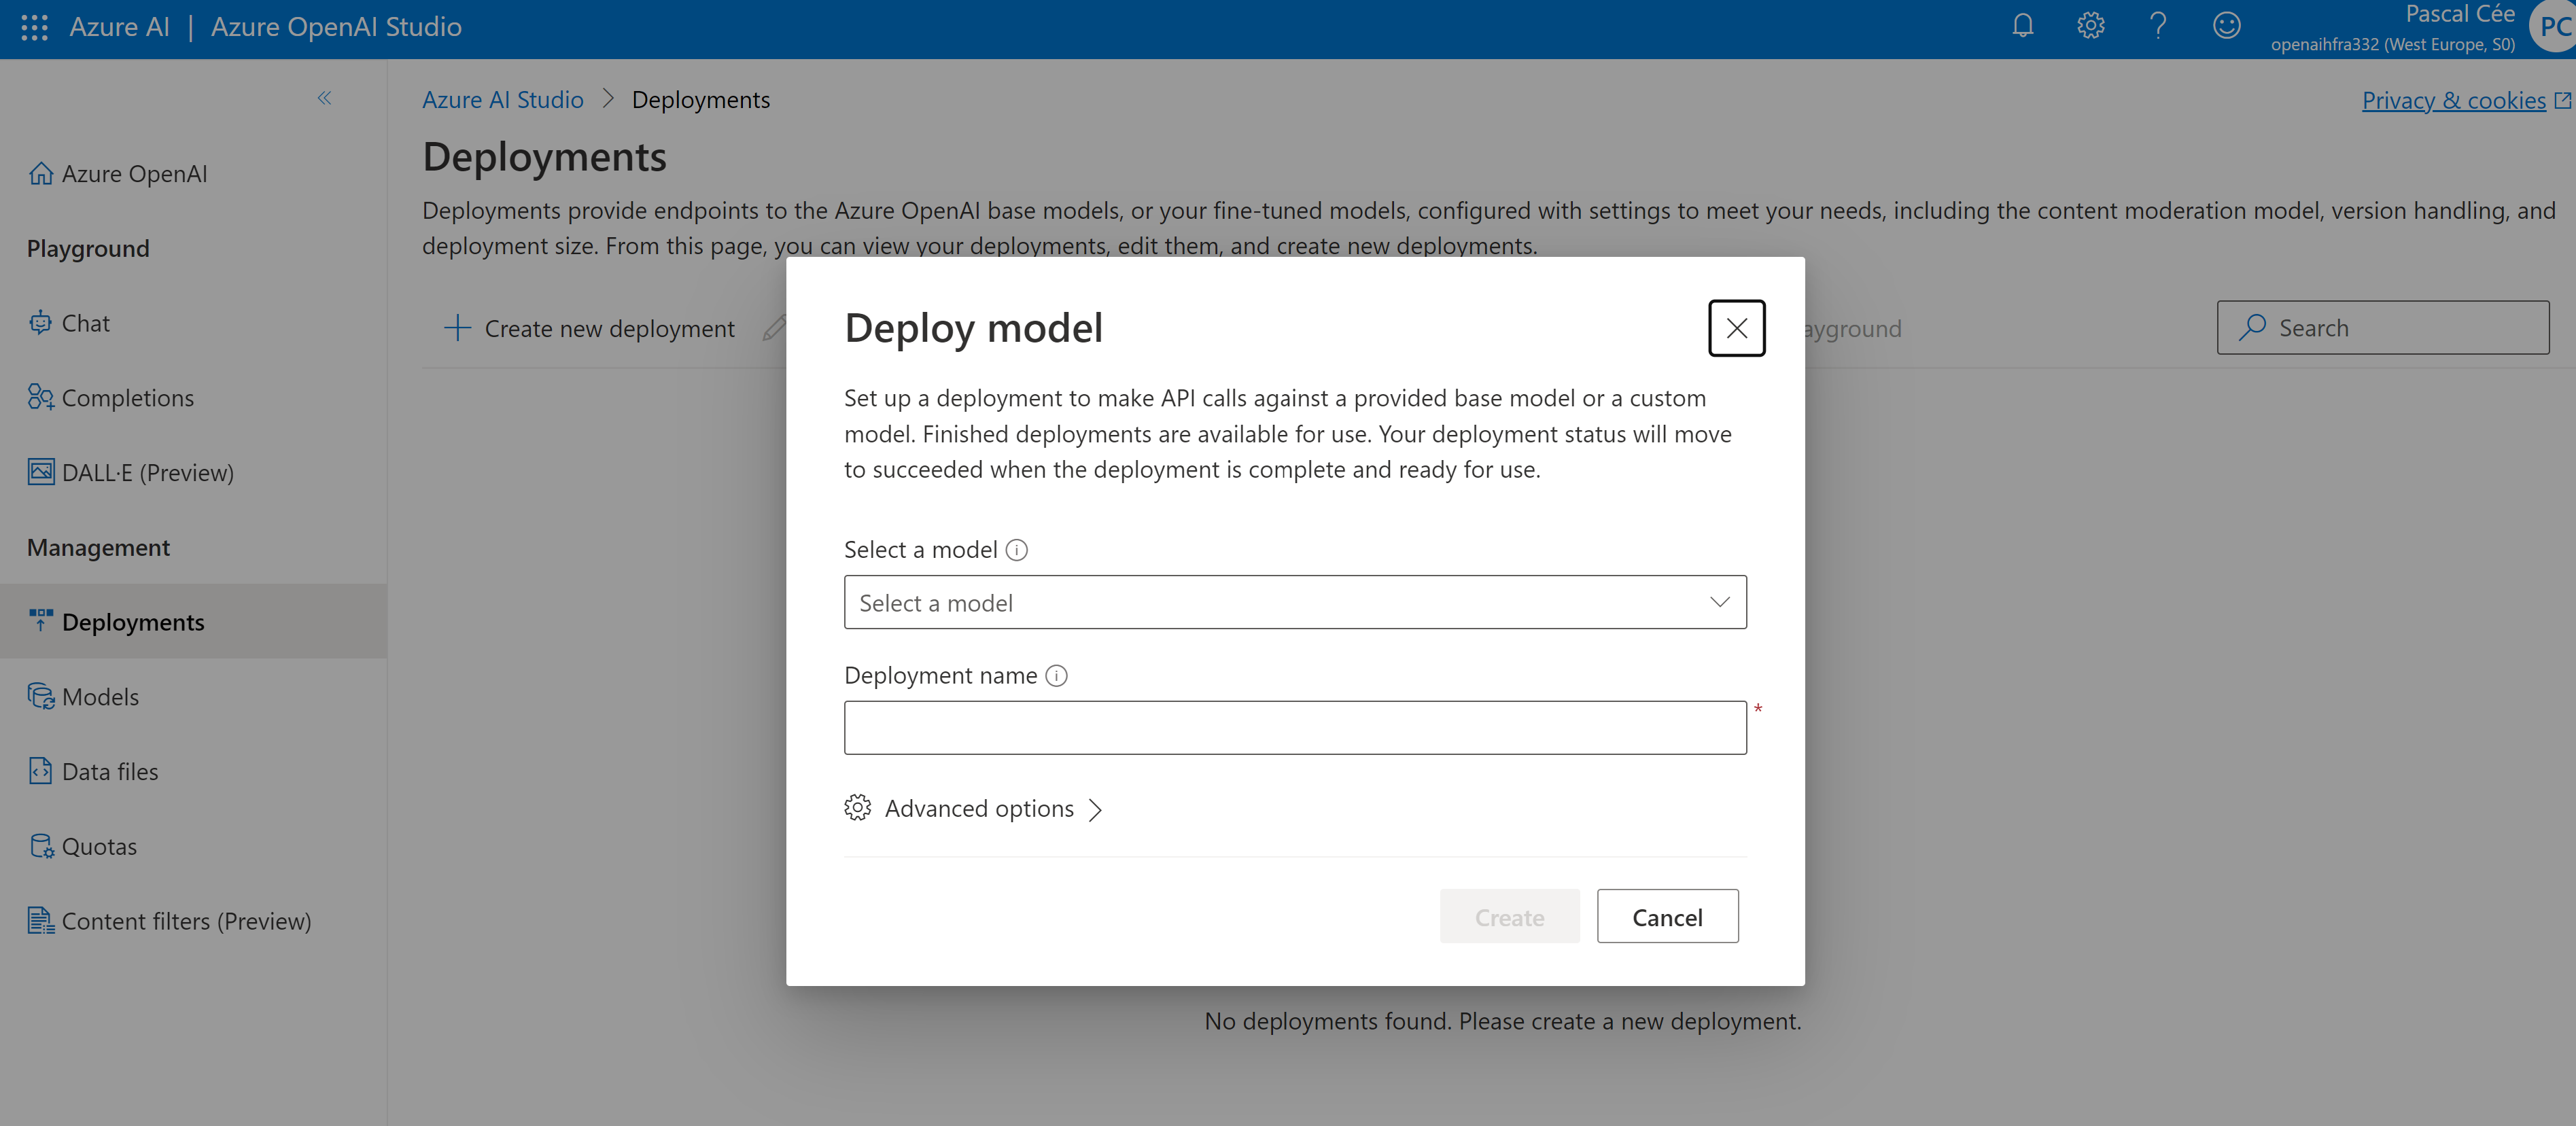 Azure AI | Azure OpenAI Studio
Pascal Cée
openaihfra332 (West Europe, S0)
PC
Azure OpenAI
Playground
Chat
Completions
DALL·E (Preview)
Management
Deployments
Models
Data files
Quotas
Content filters (Preview)
Azure AI Studio > Deployments
Privacy & cookies
Deployments
Deployments provide endpoints to the Azure OpenAI base models, or your fine-tuned models, configured with settings to meet your needs, including the content moderation model, version handling, and
deployment size. From this page, you can view your deployments, edit them, and create new deployments.
Create new deployment
ayground
Search
Deploy model
Set up a deployment to make API calls against a provided base model or a custom
model. Finished deployments are available for use. Your deployment status will move
to succeeded when the deployment is complete and ready for use.
Select a model
Select a model
Deployment name
*
Advanced options
Create
Cancel
No deployments found. Please create a new deployment.